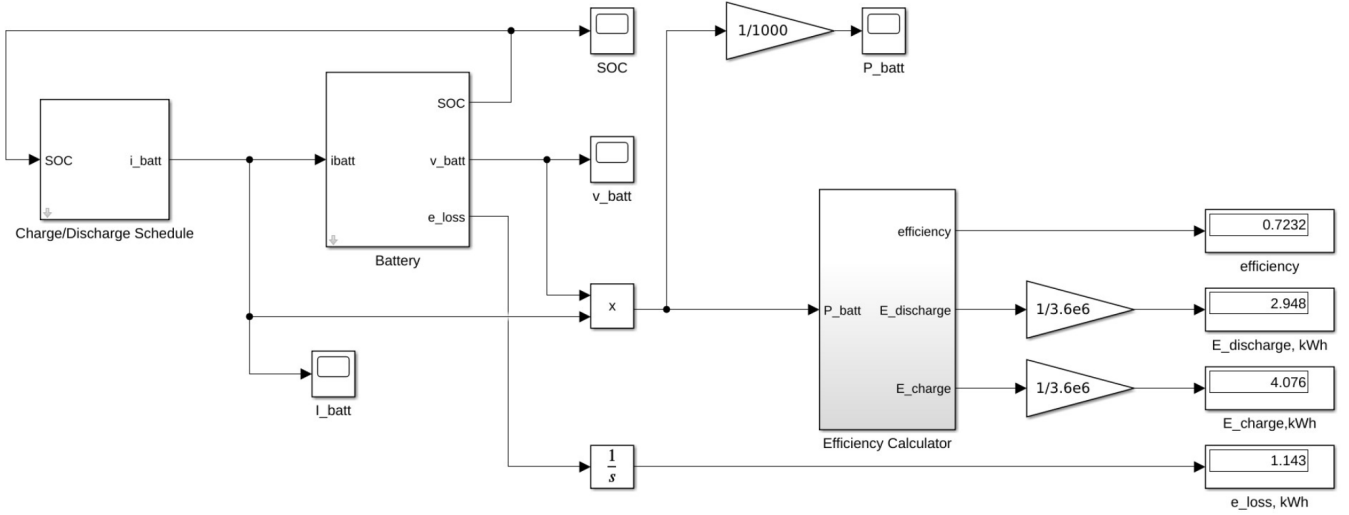 SOC
1/1000
P_batt
SOC
i_batt
Charge/Discharge Schedule
ibatt
SOC
v_batt
e_loss
Battery
v_batt
x
I_batt
1
s
P_batt
efficiency
E_discharge
E_charge
Efficiency Calculator
1/3.6e6
1/3.6e6
0.7232
efficiency
2.948
E_discharge, kWh
4.076
E_charge,kWh
1.143
e_loss, kWh